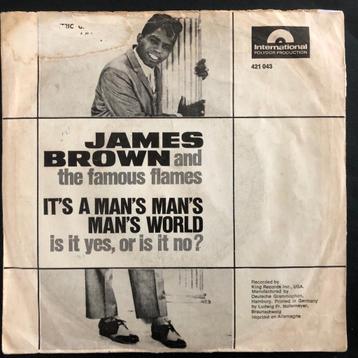 International
POLYDOR PRODUCTION
421 043
JAMES
BROWN and
the famous flames
IT'S A MAN'S MAN'S
MAN'S WORLD
is it yes, or is it no?
Recorded by
King Records Inc., USA.
Manufactured by
Deutsche Grammophon,
Hamburg. Printed in Germany
by Ludwig Fr. Noltemeyer,
Braunschweig
Imprimé en Allemagne